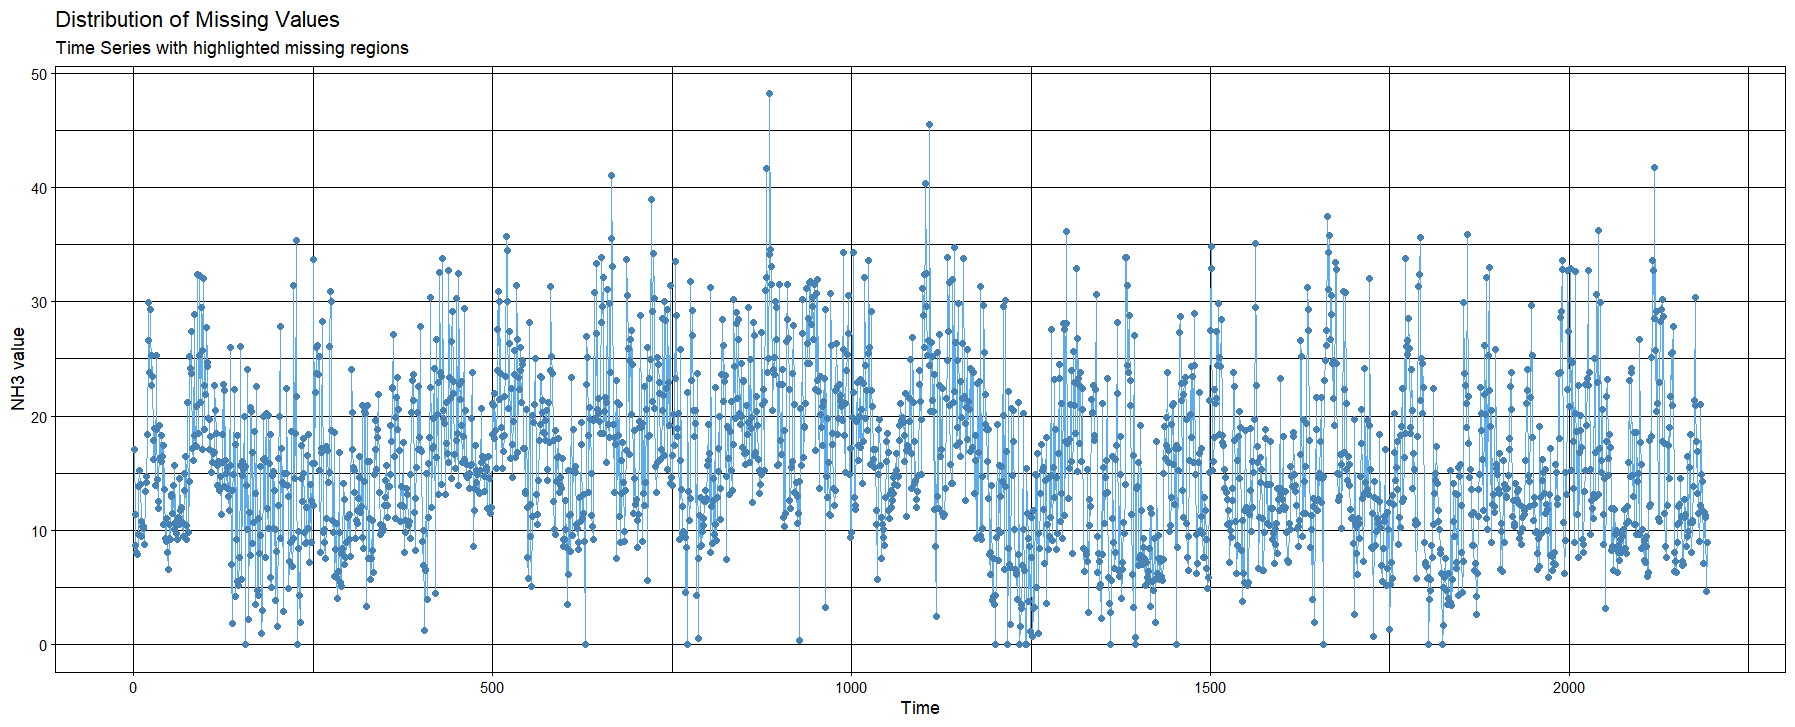 Distribution of Missing Values
Time Series with highlighted missing regions
50
40
30
20
10
0
NH3 value
0 500 1000 1500 2000
Time